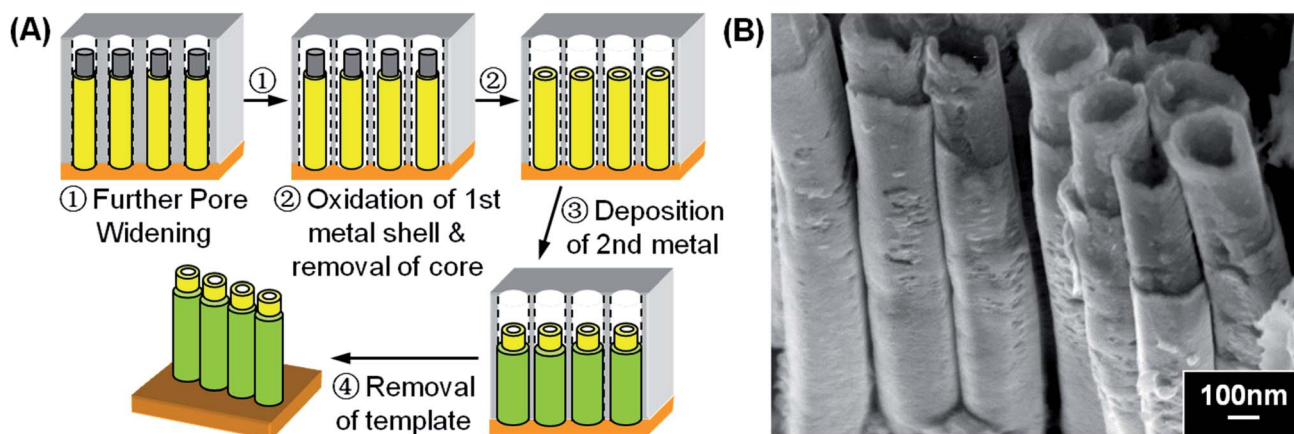 (A)
①
②
① Further Pore
Widening
② Oxidation of 1st
metal shell &
removal of core
③ Deposition
of 2nd metal
④ Removal
of template
(B)
100nm